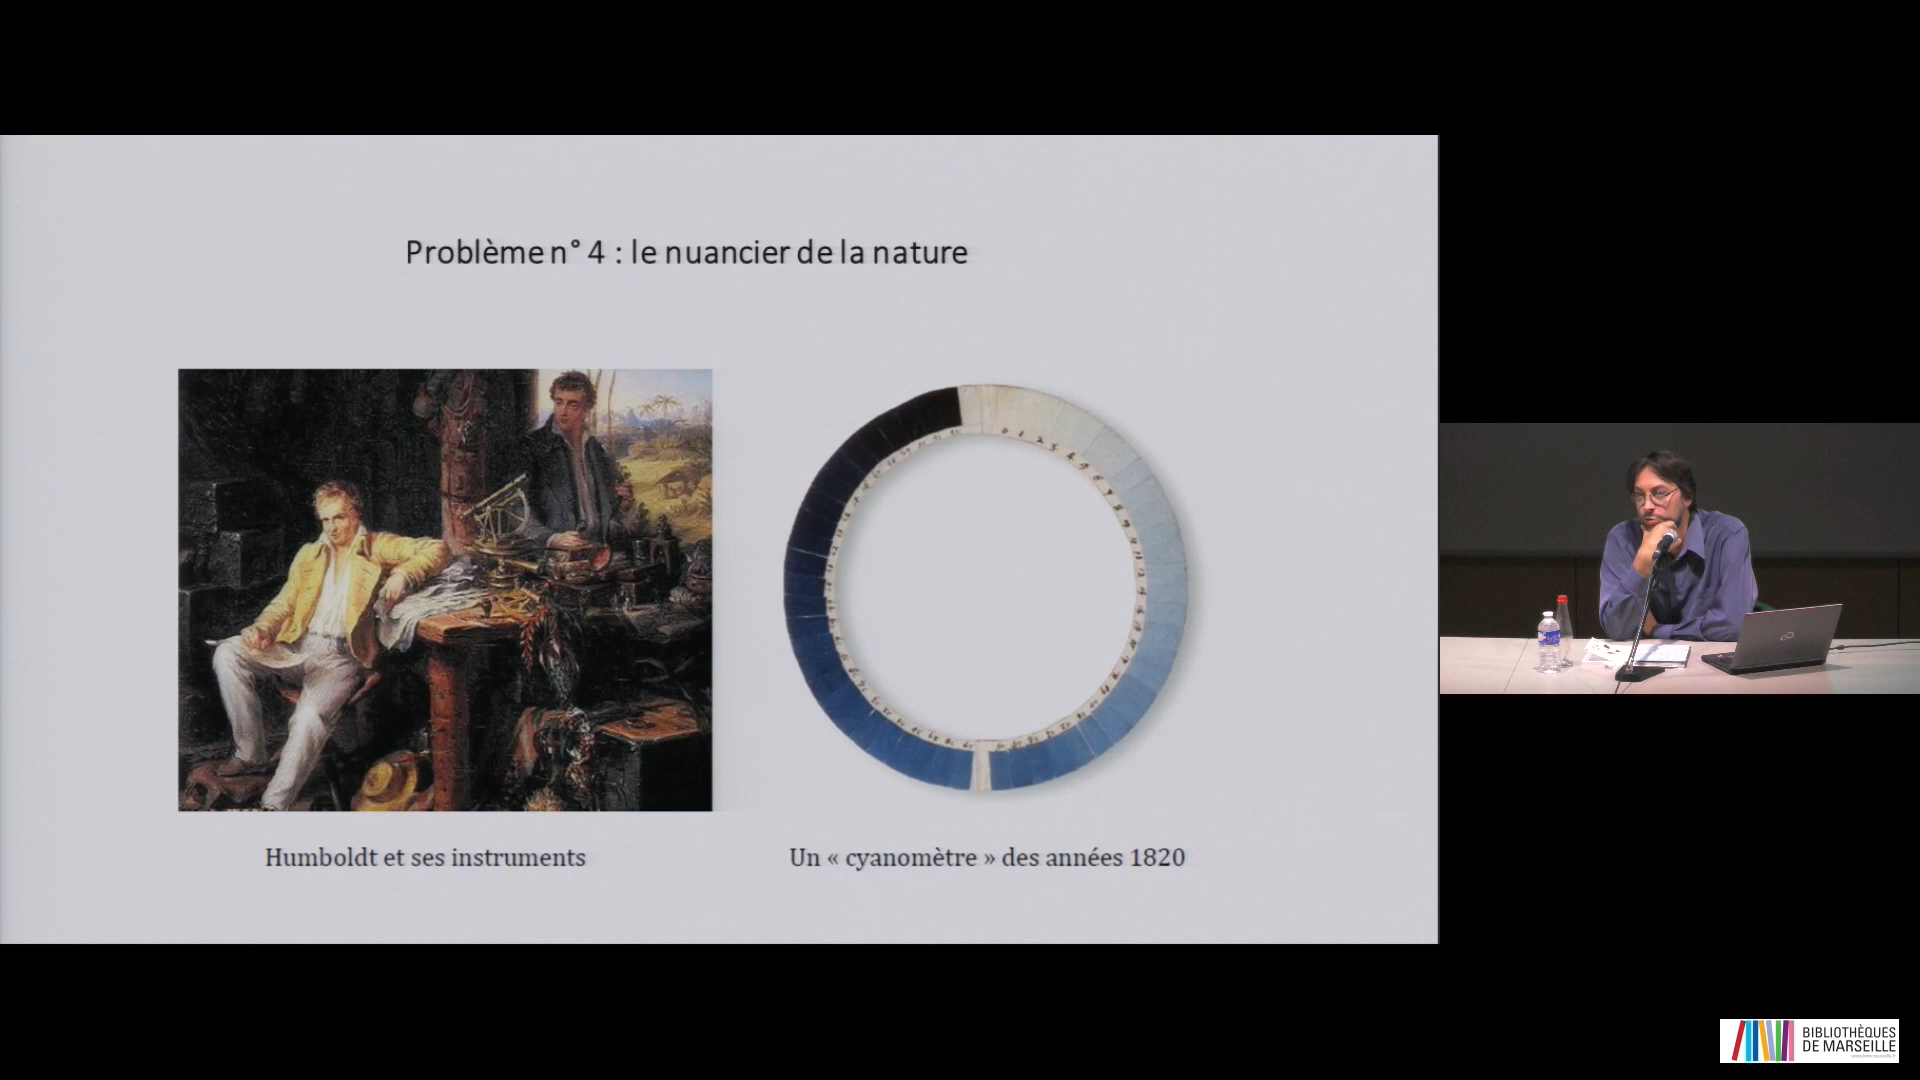 Problème n° 4 : le nuancier de la nature
Humboldt et ses instruments
Un « cyanomètre » des années 1820
BIBLIOTHÈQUES
DE MARSEILLE